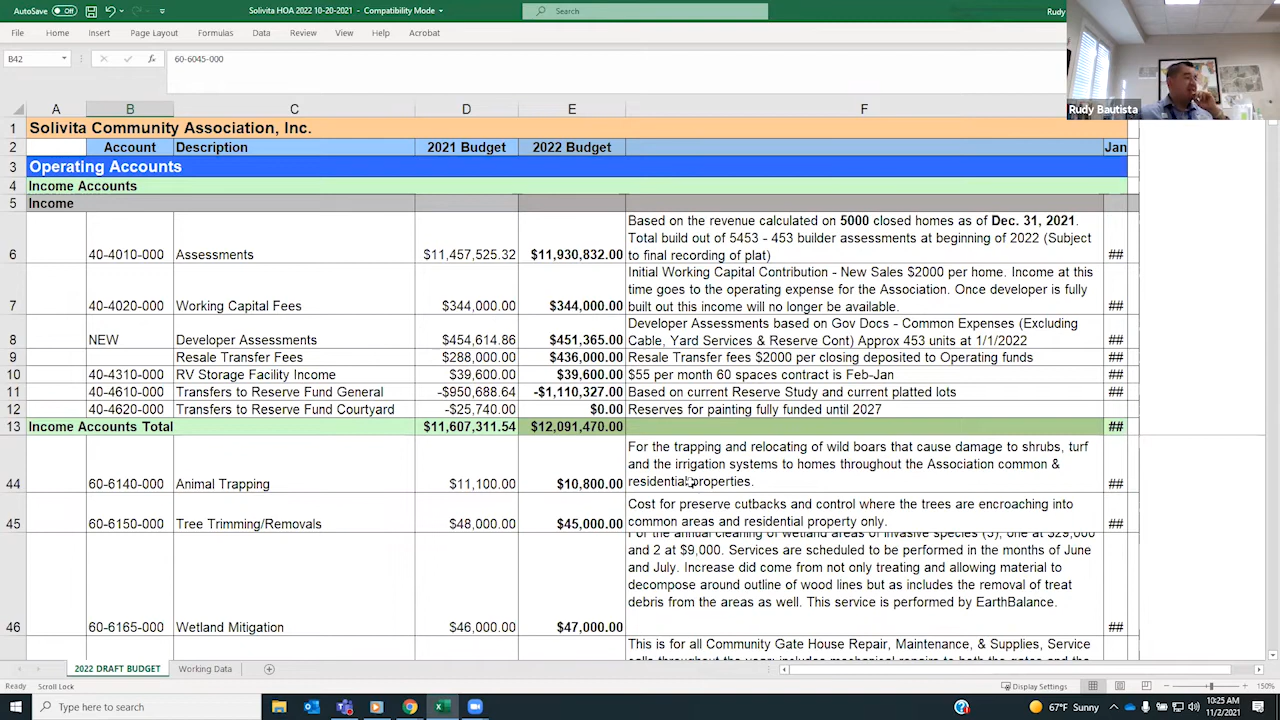 AutoSave Off Solivita HOA 2022 10-20-2021 - Compatibility Mode Search Rudy
File Home Insert Page Layout Formulas Data Review View Help Acrobat
B42 fx 60-6045-000
Rudy Bautista
A B C D E F
1 Solivita Community Association, Inc.
2 Account Description 2021 Budget 2022 Budget Jan
3 Operating Accounts
4 Income Accounts
5 Income
Based on the revenue calculated on 5000 closed homes as of Dec. 31, 2021.
Total build out of 5453 - 453 builder assessments at beginning of 2022 (Subject
6 40-4010-000 Assessments $11,457,525.32 $11,930,832.00 to final recording of plat) ##
Initial Working Capital Contribution - New Sales $2000 per home. Income at this
time goes to the operating expense for the Association. Once developer is fully
7 40-4020-000 Working Capital Fees $344,000.00 $344,000.00 built out this income will no longer be available. ##
Developer Assessments based on Gov Docs - Common Expenses (Excluding
8 NEW Developer Assessments $454,614.86 $451,365.00 Cable, Yard Services & Reserve Cont) Approx 453 units at 1/1/2022 ##
9 Resale Transfer Fees $288,000.00 $436,000.00 Resale Transfer fees $2000 per closing deposited to Operating funds ##
10 40-4310-000 RV Storage Facility Income $39,600.00 $39,600.00 $55 per month 60 spaces contract is Feb-Jan ##
11 40-4610-000 Transfers to Reserve Fund General -$950,688.64 -$1,110,327.00 Based on current Reserve Study and current platted lots ##
12 40-4620-000 Transfers to Reserve Fund Courtyard -$25,740.00 $0.00 Reserves for painting fully funded until 2027
13 Income Accounts Total $11,607,311.54 $12,091,470.00 ##
For the trapping and relocating of wild boars that cause damage to shrubs, turf
and the irrigation systems to homes throughout the Association common &
44 60-6140-000 Animal Trapping $11,100.00 $10,800.00 residential properties. ##
Cost for preserve cutbacks and control where the trees are encroaching into
45 60-6150-000 Tree Trimming/Removals $48,000.00 $45,000.00 common areas and residential property only. ##
For the annual clearing of wetland areas of invasive species (3), one at $29,000
and 2 at $9,000. Services are scheduled to be performed in the months of June
and July. Increase did come from not only treating and allowing material to
decompose around outline of wood lines but as includes the removal of treat
debris from the areas as well. This service is performed by EarthBalance.
46 60-6165-000 Wetland Mitigation $46,000.00 $47,000.00 ##
This is for all Community Gate House Repair, Maintenance, & Supplies, Service
2022 DRAFT BUDGET Working Data
Ready Scroll Lock Display Settings 150%
Type here to search 67°F Sunny 10:25 AM
11/2/2021